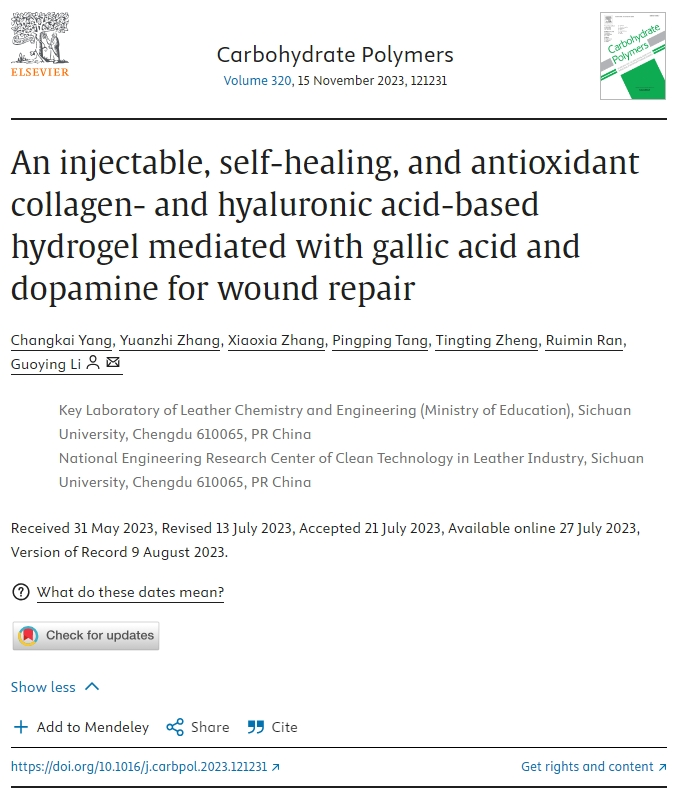 ELSEVIER
Carbohydrate Polymers
Volume 320, 15 November 2023, 121231
Carbohydrate
Polymers
An injectable, self-healing, and antioxidant
collagen- and hyaluronic acid-based
hydrogel mediated with gallic acid and
dopamine for wound repair
Changkai Yang, Yuanzhi Zhang, Xiaoxia Zhang, Pingping Tang, Tingting Zheng, Ruimin Ran,
Guoying Li
Key Laboratory of Leather Chemistry and Engineering (Ministry of Education), Sichuan
University, Chengdu 610065, PR China
National Engineering Research Center of Clean Technology in Leather Industry, Sichuan
University, Chengdu 610065, PR China
Received 31 May 2023, Revised 13 July 2023, Accepted 21 July 2023, Available online 27 July 2023,
Version of Record 9 August 2023.
What do these dates mean?
Check for updates
Show less
Add to Mendeley Share Cite
https://doi.org/10.1016/j.carbpol.2023.121231 Get rights and content